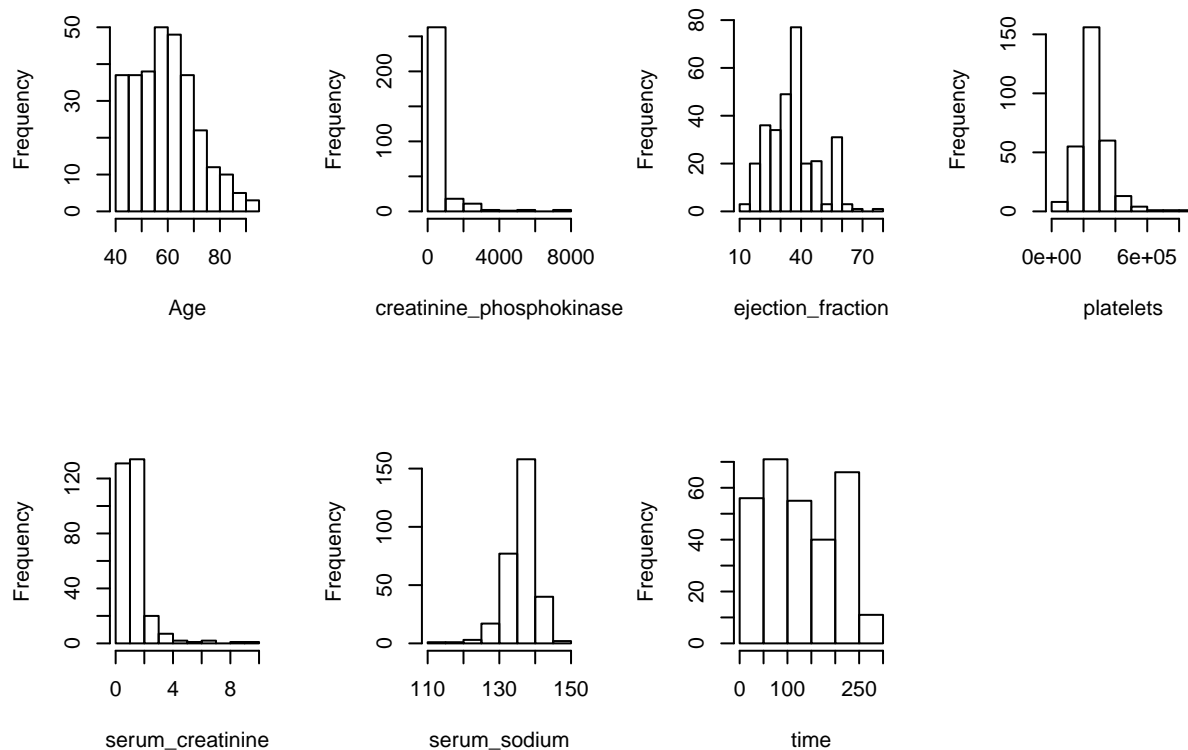 Frequency
0 10 30 50
40 60 80
Age
Frequency
0 100 200
0 4000 8000
creatinine_phosphokinase
Frequency
0 20 40 60 80
10 40 70
ejection_fraction
Frequency
0 50 100 150
0e+00 6e+05
platelets
Frequency
0 40 80 120
0 4 8
serum_creatinine
Frequency
0 50 100 150
110 130 150
serum_sodium
Frequency
0 20 40 60
0 100 250
time